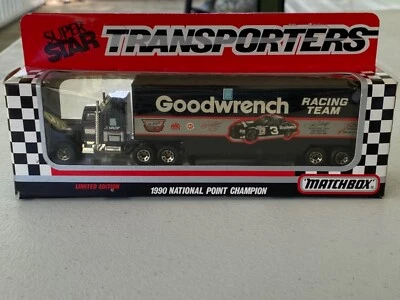 SUPER
STAR
TRANSPORTERS
Goodwrench
RACING
TEAM
3
LIMITED EDITION
1990 NATIONAL POINT CHAMPION
MATCHBOX